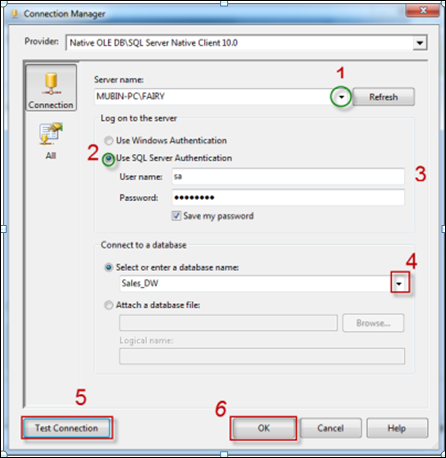 Connection Manager
Provider: Native OLE DB\SQL Server Native Client 10.0
1
Server name:
MUBIN-PC\FAIRY Refresh
Connection
Log on to the server
Use Windows Authentication
All
2 Use SQL Server Authentication
User name: sa 3
Password: ●●●●●●●●
Save my password
Connect to a database
4
Select or enter a database name:
Sales_DW
Attach a database file:
Browse...
Logical name:
5 6
Test Connection OK Cancel Help